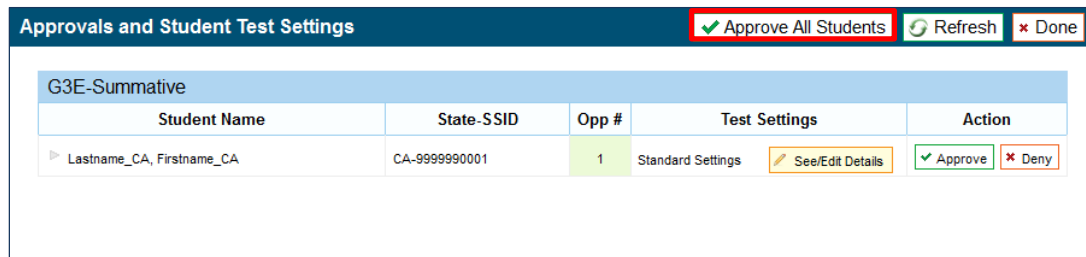 Approvals and Student Test Settings Approve All Students Refresh Done
G3E-Summative
Student Name State-SSID Opp # Test Settings Action
Lastname_CA, Firstname_CA CA-9999990001 1 Standard Settings See/Edit Details Approve Deny